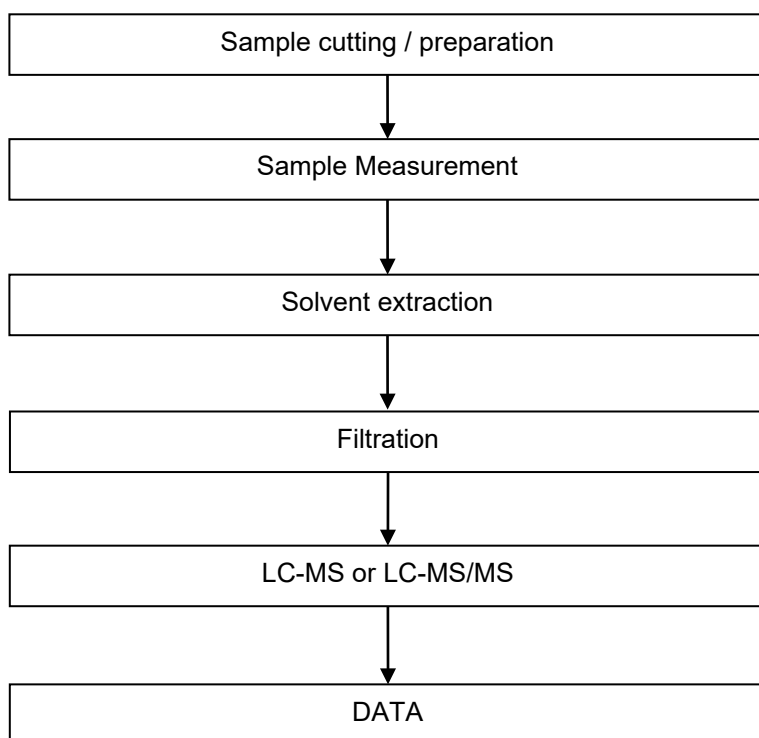 Sample cutting / preparation
Sample Measurement
Solvent extraction
Filtration
LC-MS or LC-MS/MS
DATA